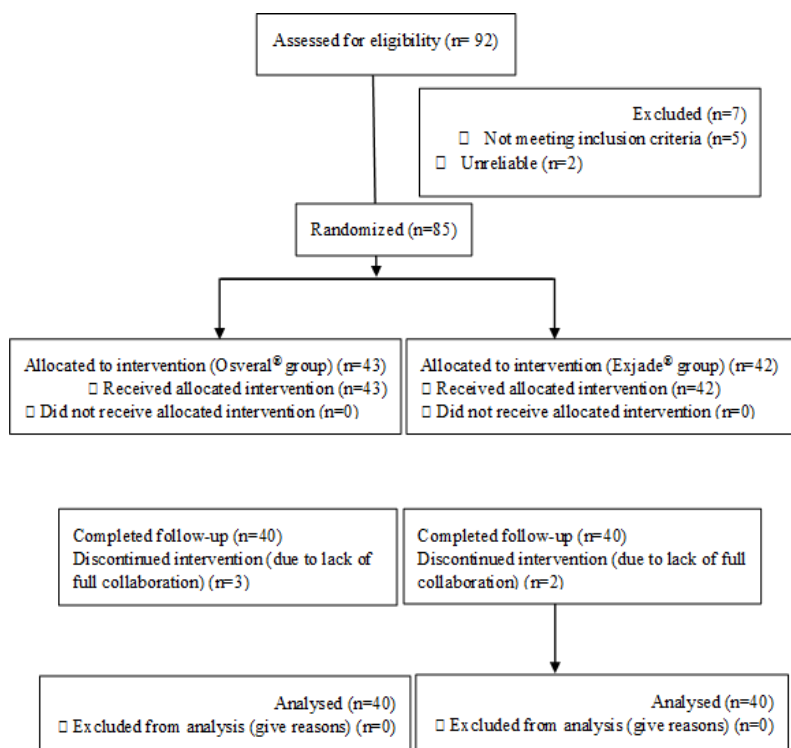 Assessed for eligibility (n= 92)
Excluded (n=7)
□ Not meeting inclusion criteria (n=5)
□ Unreliable (n=2)
Randomized (n=85)
Allocated to intervention (Osveral® group) (n=43)
□ Received allocated intervention (n=43)
□ Did not receive allocated intervention (n=0)
Allocated to intervention (Exjade® group) (n=42)
□ Received allocated intervention (n=42)
□ Did not receive allocated intervention (n=0)
Completed follow-up (n=40)
Discontinued intervention (due to lack of
full collaboration) (n=3)
Completed follow-up (n=40)
Discontinued intervention (due to lack of full
collaboration) (n=2)
Analysed (n=40)
□ Excluded from analysis (give reasons) (n=0)
Analysed (n=40)
□ Excluded from analysis (give reasons) (n=0)